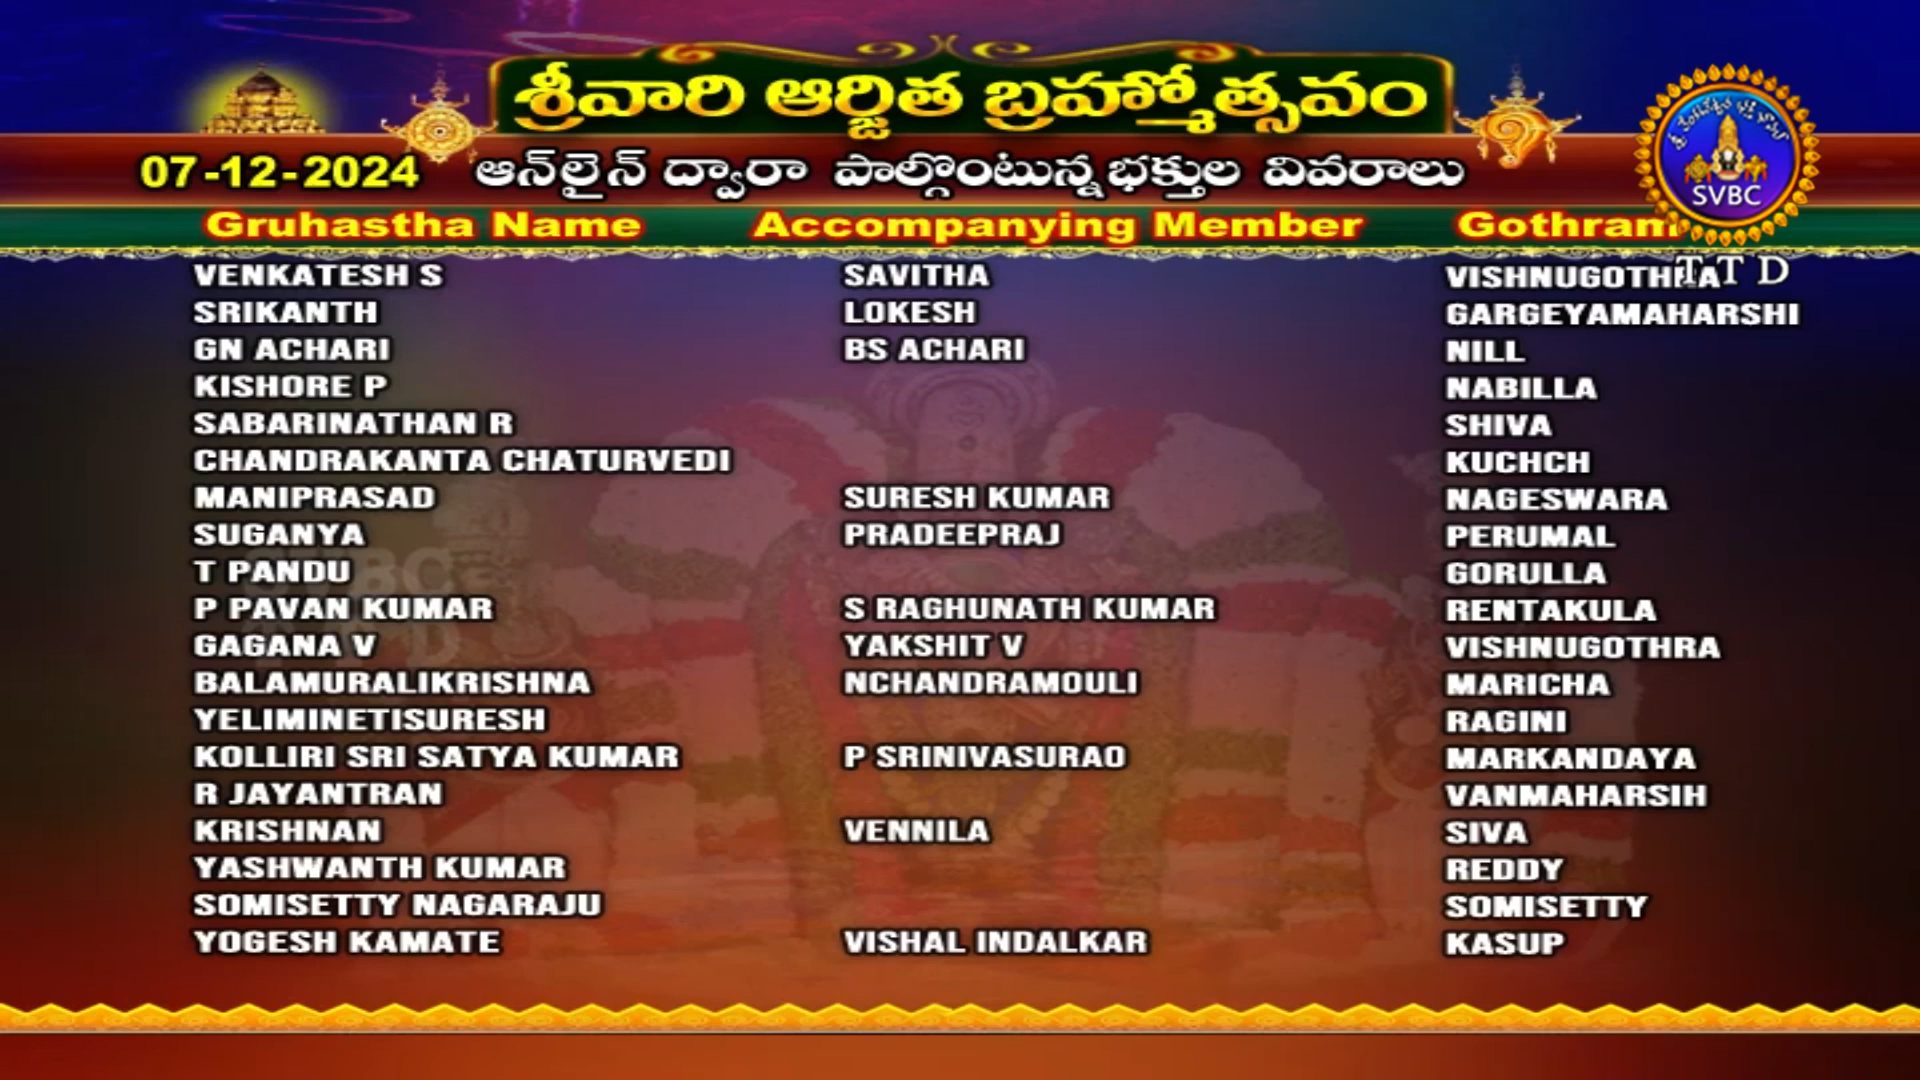 శ్రీవారి ఆర్జిత బ్రహ్మోత్సవం
07-12-2024 ఆన్‌లైన్ ద్వారా పాల్గొంటున్న భక్తుల వివరాలు
SVBC
Gruhastha Name Accompanying Member Gothram
TTD
VENKATESH S SAVITHA VISHNUGOTHRA
SRIKANTH LOKESH GARGEYAMAHARSHI
GN ACHARI BS ACHARI NILL
KISHORE P NABILLA
SABARINATHAN R SHIVA
CHANDRAKANTA CHATURVEDI KUCHCH
MANIPRASAD SURESH KUMAR NAGESWARA
SUGANYA PRADEEPRAJ PERUMAL
T PANDU GORULLA
P PAVAN KUMAR S RAGHUNATH KUMAR RENTAKULA
GAGANA V YAKSHIT V VISHNUGOTHRA
BALAMURALIKRISHNA NCHANDRAMOULI MARICHA
YELIMINETISURESH RAGINI
KOLLIRI SRI SATYA KUMAR P SRINIVASURAO MARKANDAYA
R JAYANTRAN VANMAHARSIH
KRISHNAN VENNILA SIVA
YASHWANTH KUMAR REDDY
SOMISETTY NAGARAJU SOMISETTY
YOGESH KAMATE VISHAL INDALKAR KASUP